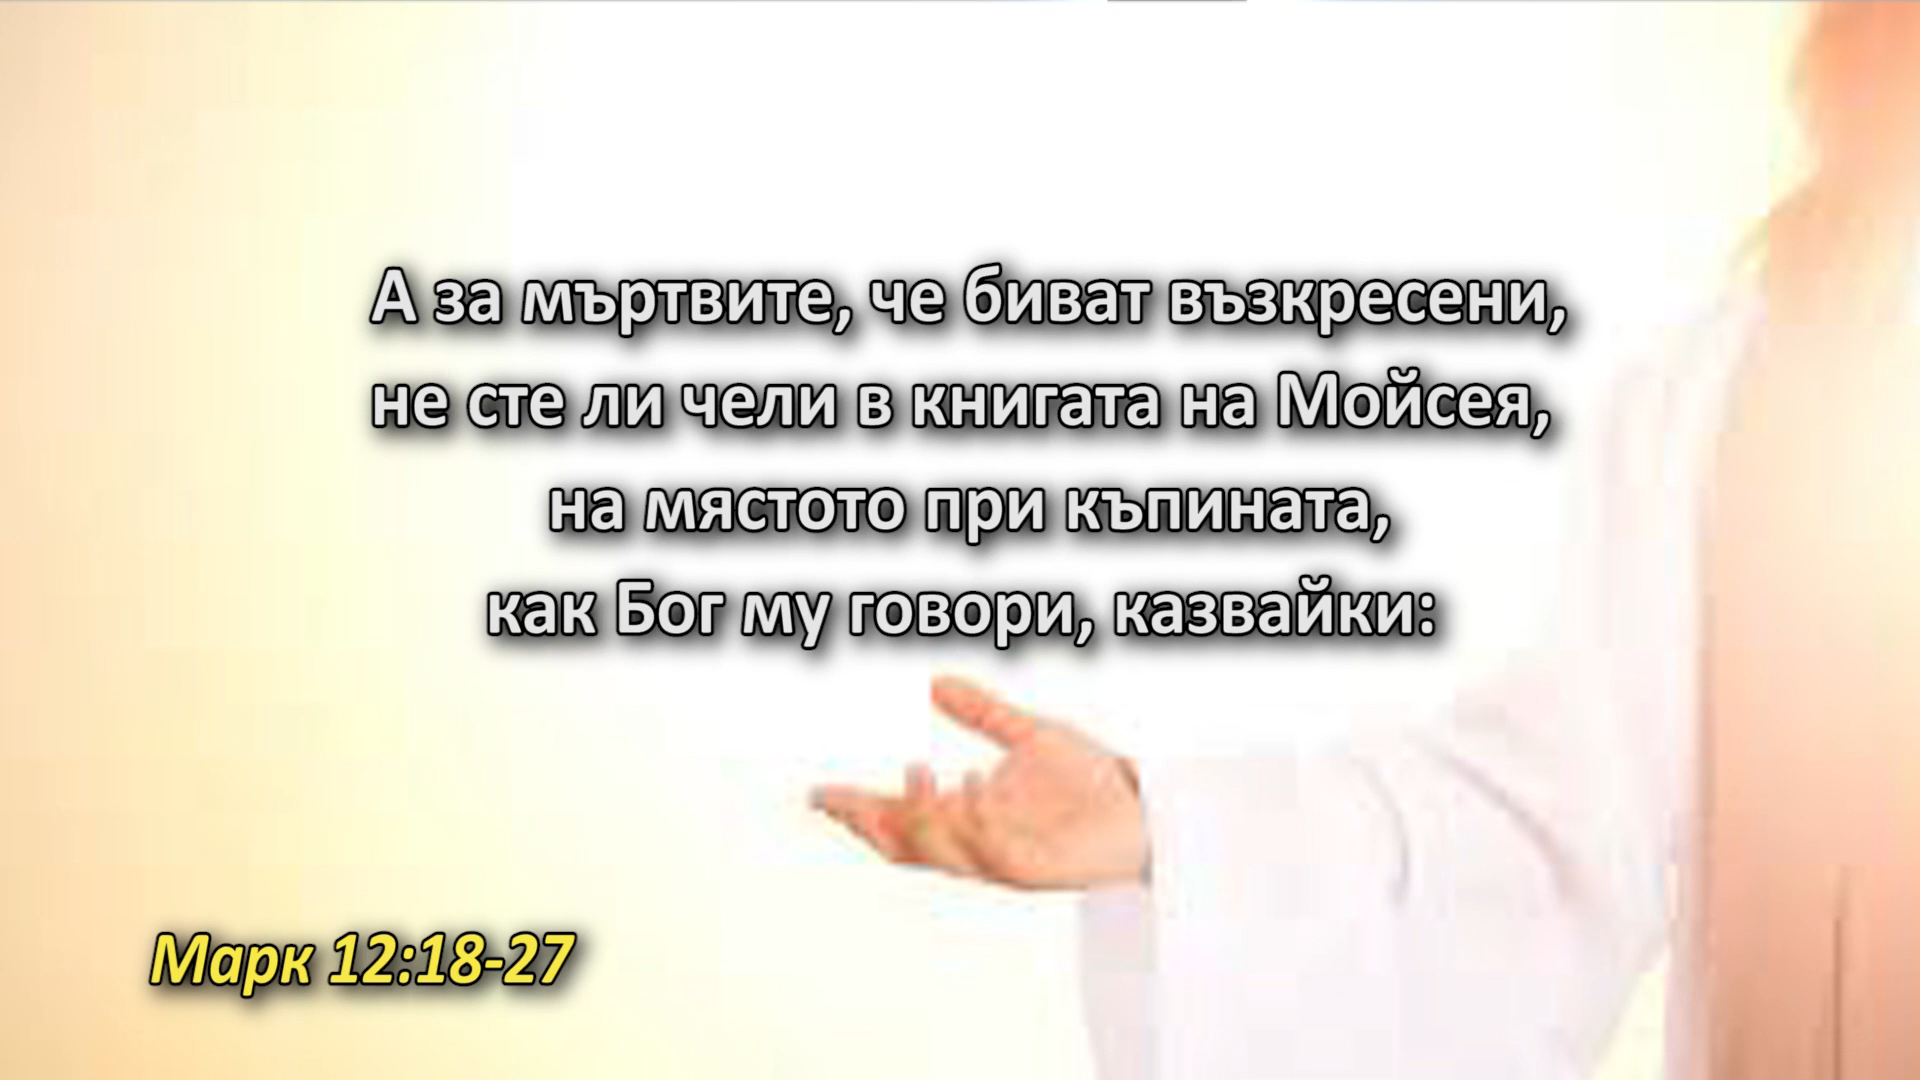 А за мъртвите, че биват възкресени,
не сте ли чели в книгата на Мойсея,
на мястото при къпината,
как Бог му говори, казвайки:
Марк 12:18-27